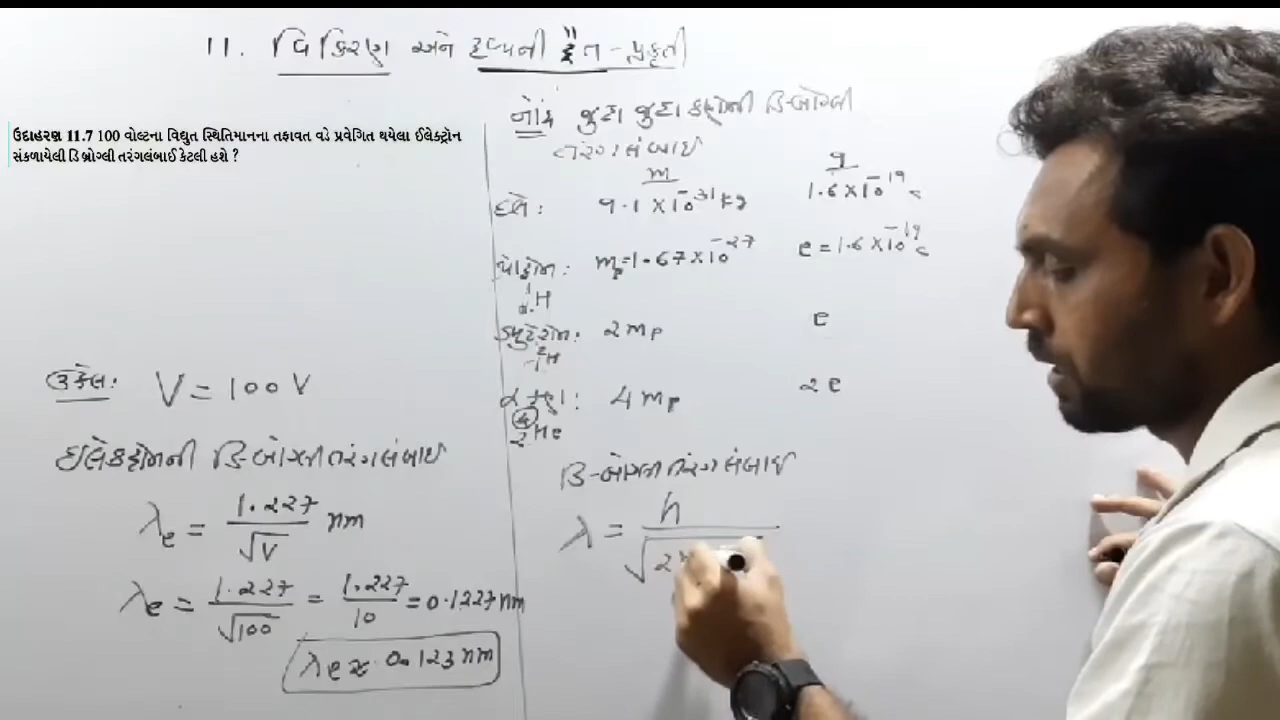 11. વિકિરણ અને દ્રવ્યની દ્વૈત-પ્રકૃતી
ઉદાહરણ 11.7 100 વોલ્ટના વિદ્યુત સ્થિતિમાનના તફાવત વડે પ્રવેગિત થયેલા ઈલેક્ટ્રૉન
સંકળાયેલી ડિ બ્રોગ્લી તરંગલંબાઈ કેટલી હશે ?
ઉકેલ: V = 100 V
ઇલેક્ટ્રોનની ડિ-બ્રોગ્લી તરંગલંબાઇ
λe = 1.227 / √V nm
λe = 1.227 / √100 = 1.227 / 10 = 0.1227 nm
λe ≈ 0.123 nm
નોંધ જુદા જુદા કણોની ડિ-બ્રોગ્લી
તરંગલંબાઇ
m q
ઇલે: 9.1 × 10⁻³¹ kg 1.6 × 10⁻¹⁹ C
પ્રોટોન: mp = 1.67 × 10⁻²⁷ e = 1.6 × 10⁻¹⁹ C
¹₁H
ડ્યુટેરોન: 2mp e
²₁H
α કણ: 4mp 2e
⁴₂He
ડિ-બ્રોગ્લી તરંગલંબાઇ
λ = h / √2